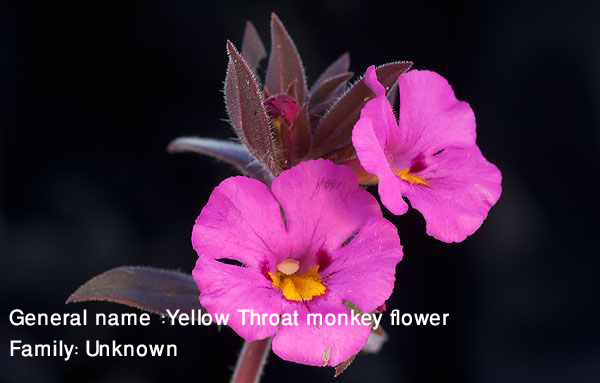 General name :Yellow Throat monkey flower
Family: Unknown